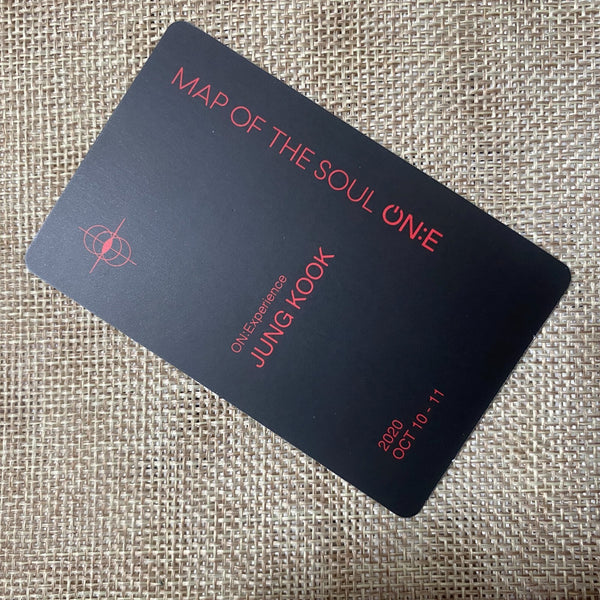 MAP OF THE SOUL ON:E
ON:Experience
JUNG KOOK
2020
OCT 10 - 11